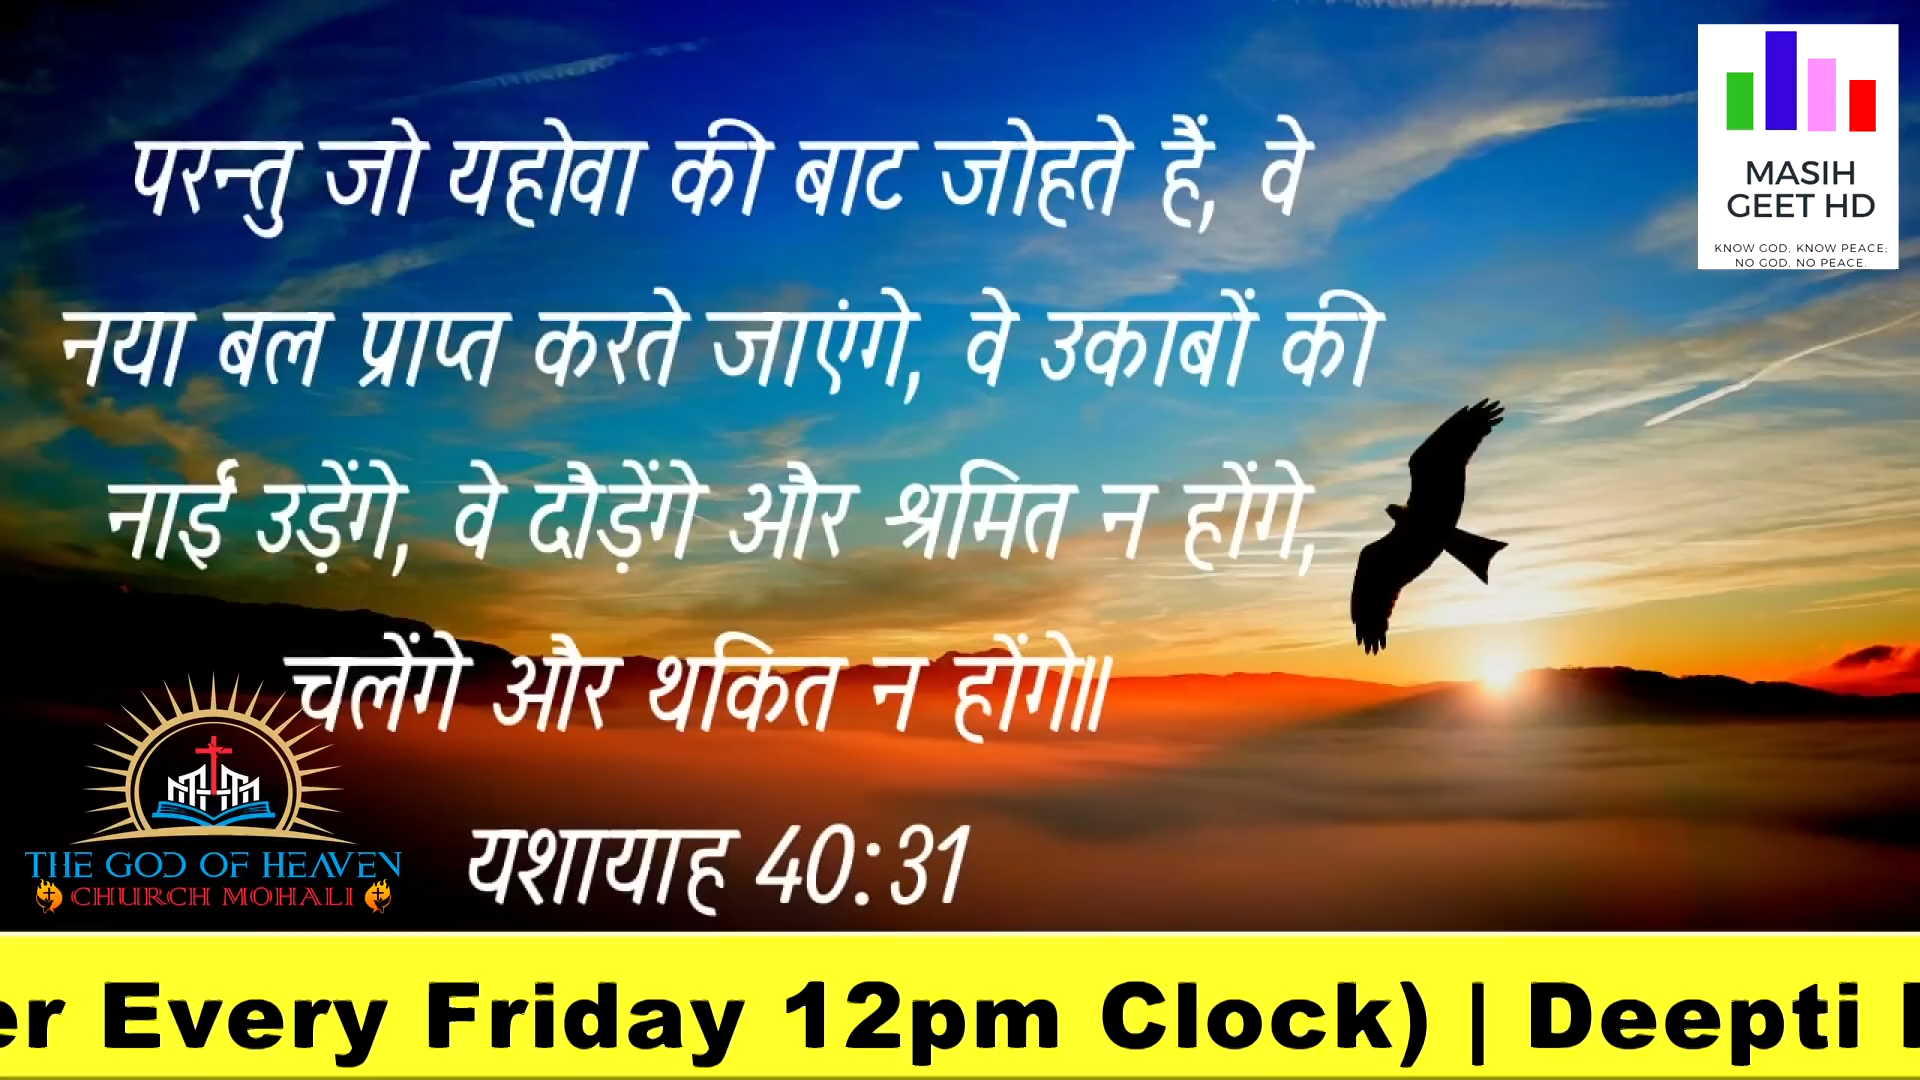 परन्तु जो यहोवा की बाट जोहते हैं, वे
नया बल प्राप्त करते जाएंगे, वे उकाबों की
नाईं उड़ेंगे, वे दौड़ेंगे और श्रमित न होंगे,
चलेंगे और थकित न होंगे॥
यशायाह 40:31
MASIH
GEET HD
KNOW GOD, KNOW PEACE;
NO GOD, NO PEACE.
THE GOD OF HEAVEN
CHURCH MOHALI
er Every Friday 12pm Clock) | Deepti